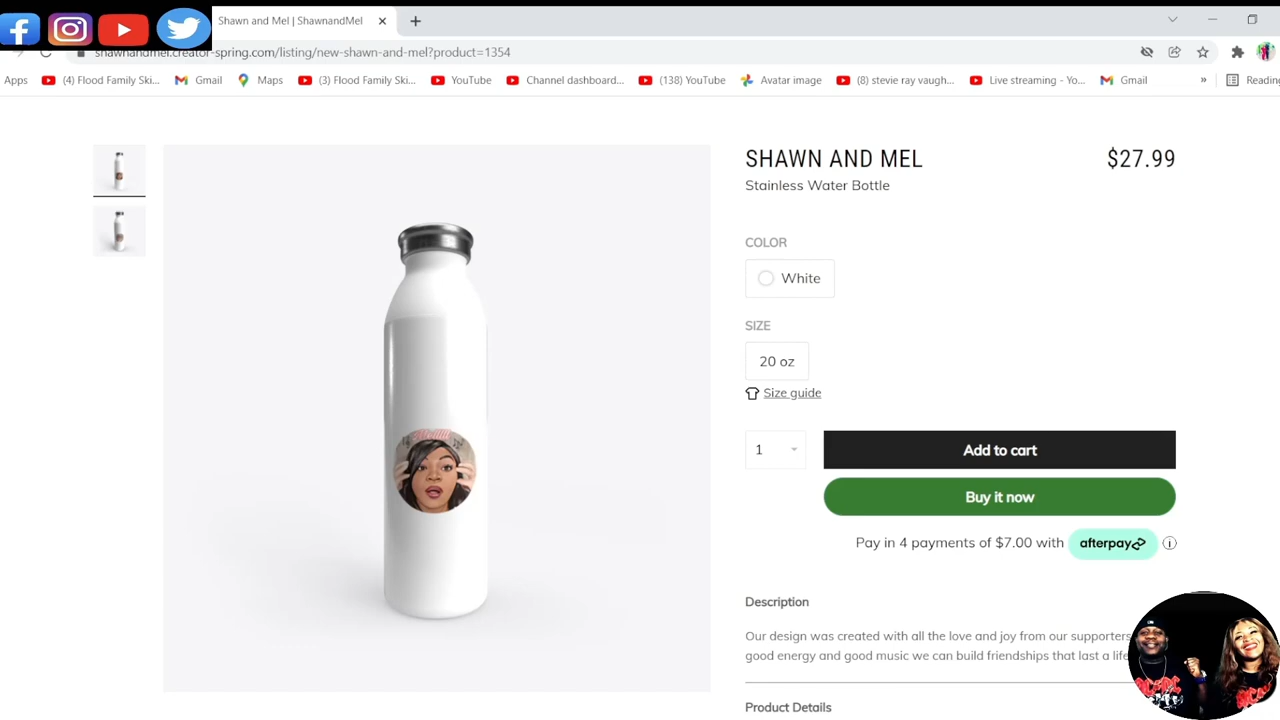 Shawn and Mel | ShawnandMel
shawnandmel.creator-spring.com/listing/new-shawn-and-mel?product=1354
Apps (4) Flood Family Ski... Gmail Maps (3) Flood Family Ski... YouTube Channel dashboard... (138) YouTube Avatar image (8) stevie ray vaugh... Live streaming - Yo... Gmail » Reading
SHAWN AND MEL $27.99
Stainless Water Bottle
COLOR
White
SIZE
20 oz
Size guide
1 Add to cart
Buy it now
Pay in 4 payments of $7.00 with afterpay
Description
Our design was created with all the love and joy from our supporters
good energy and good music we can build friendships that last a life
Product Details